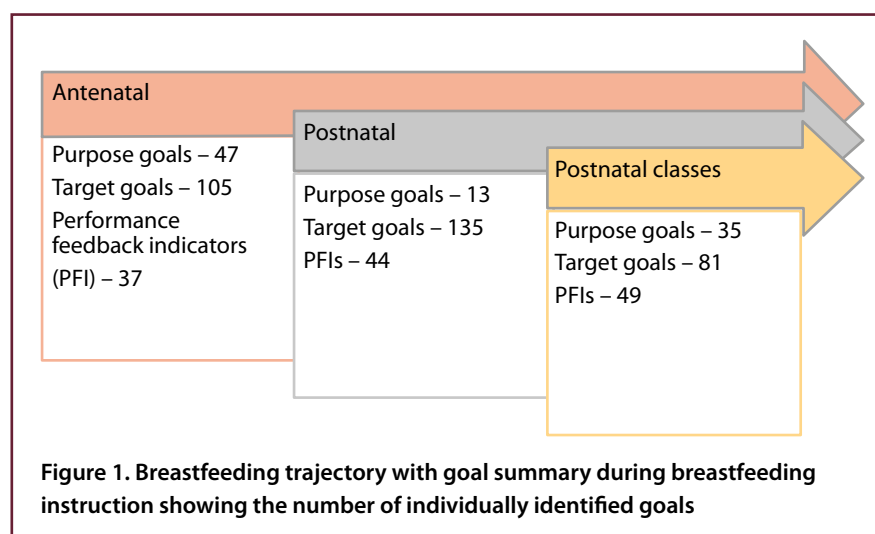 Antenatal
Purpose goals – 47
Target goals – 105
Performance
feedback indicators
(PFI) – 37
Postnatal
Purpose goals – 13
Target goals – 135
PFIs – 44
Postnatal classes
Purpose goals – 35
Target goals – 81
PFIs – 49
Figure 1. Breastfeeding trajectory with goal summary during breastfeeding
instruction showing the number of individually identified goals